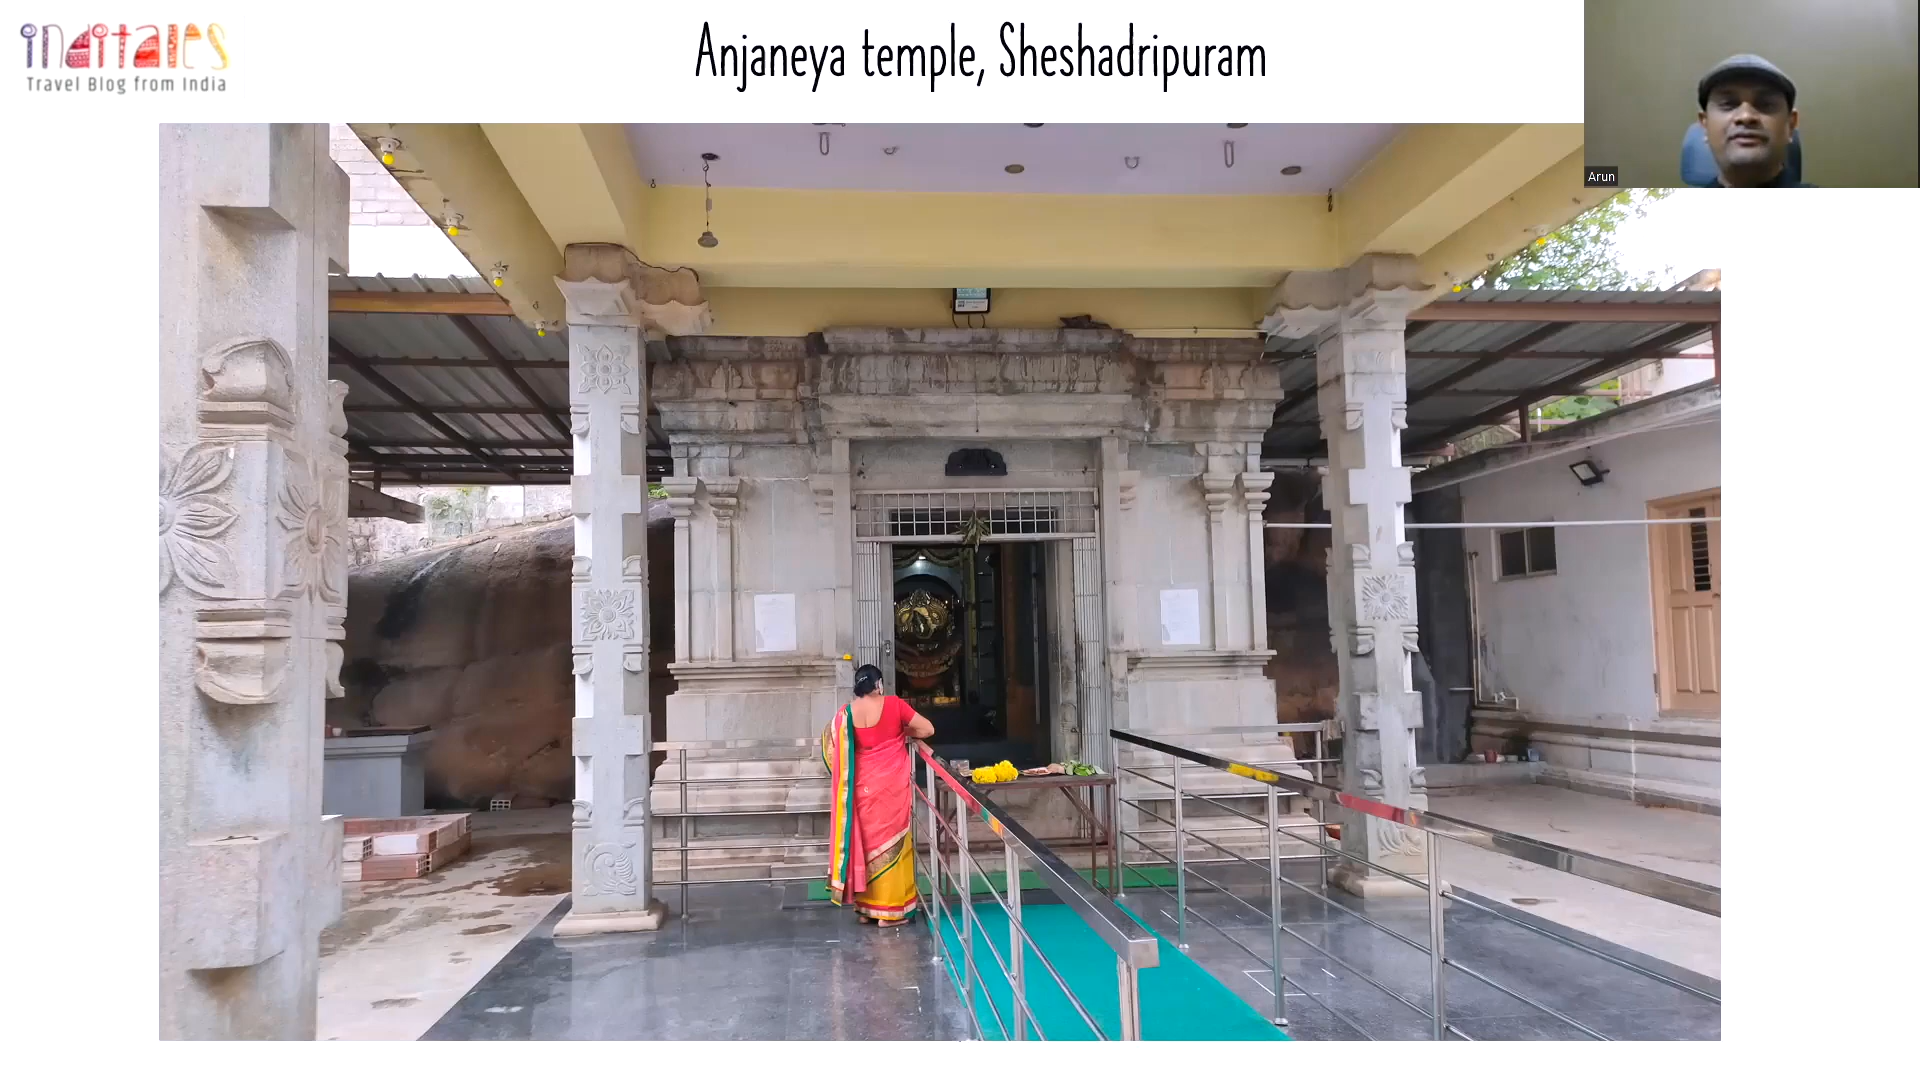 inditales
Travel Blog from India
Anjaneya temple, Sheshadripuram
Arun